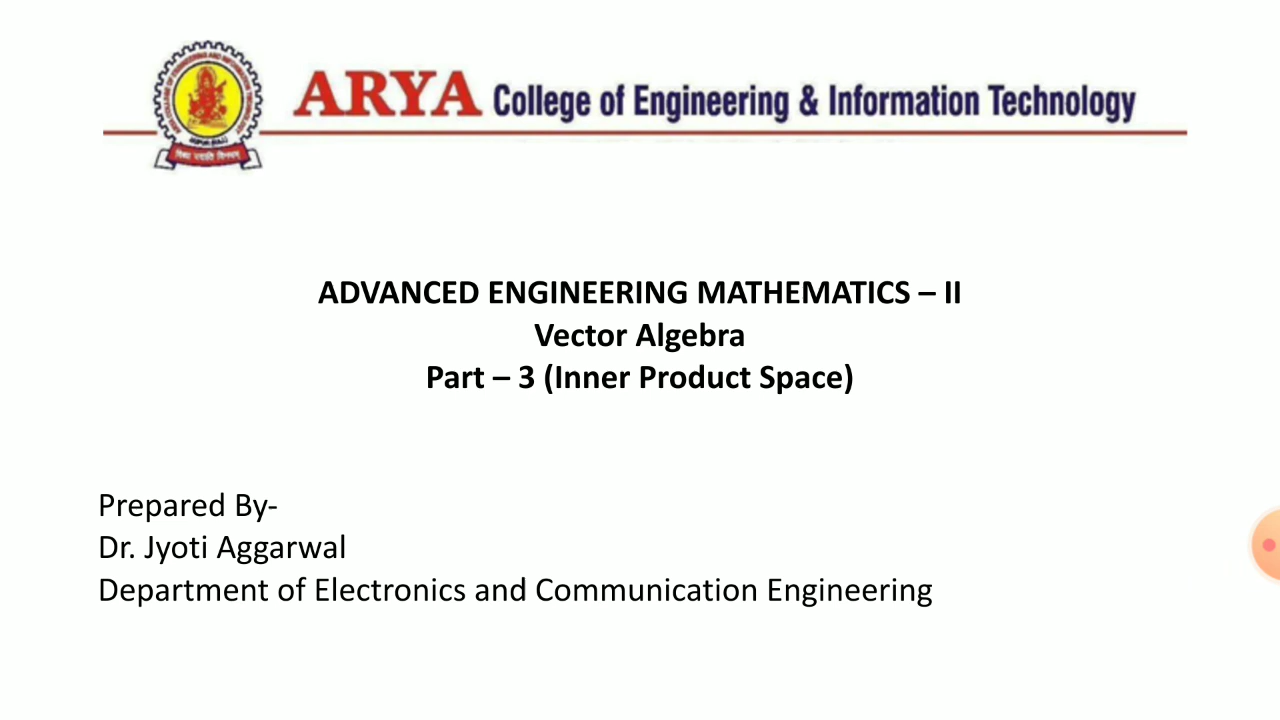 ARYA College of Engineering & Information Technology
ADVANCED ENGINEERING MATHEMATICS – II
Vector Algebra
Part – 3 (Inner Product Space)
Prepared By-
Dr. Jyoti Aggarwal
Department of Electronics and Communication Engineering